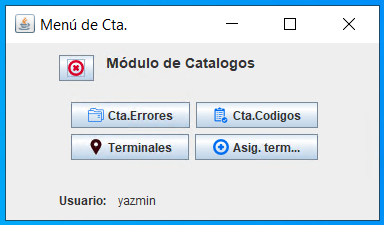 Menú de Cta.
Módulo de Catalogos
Cta.Errores
Cta.Codigos
Terminales
Asig. term...
Usuario: yazmin